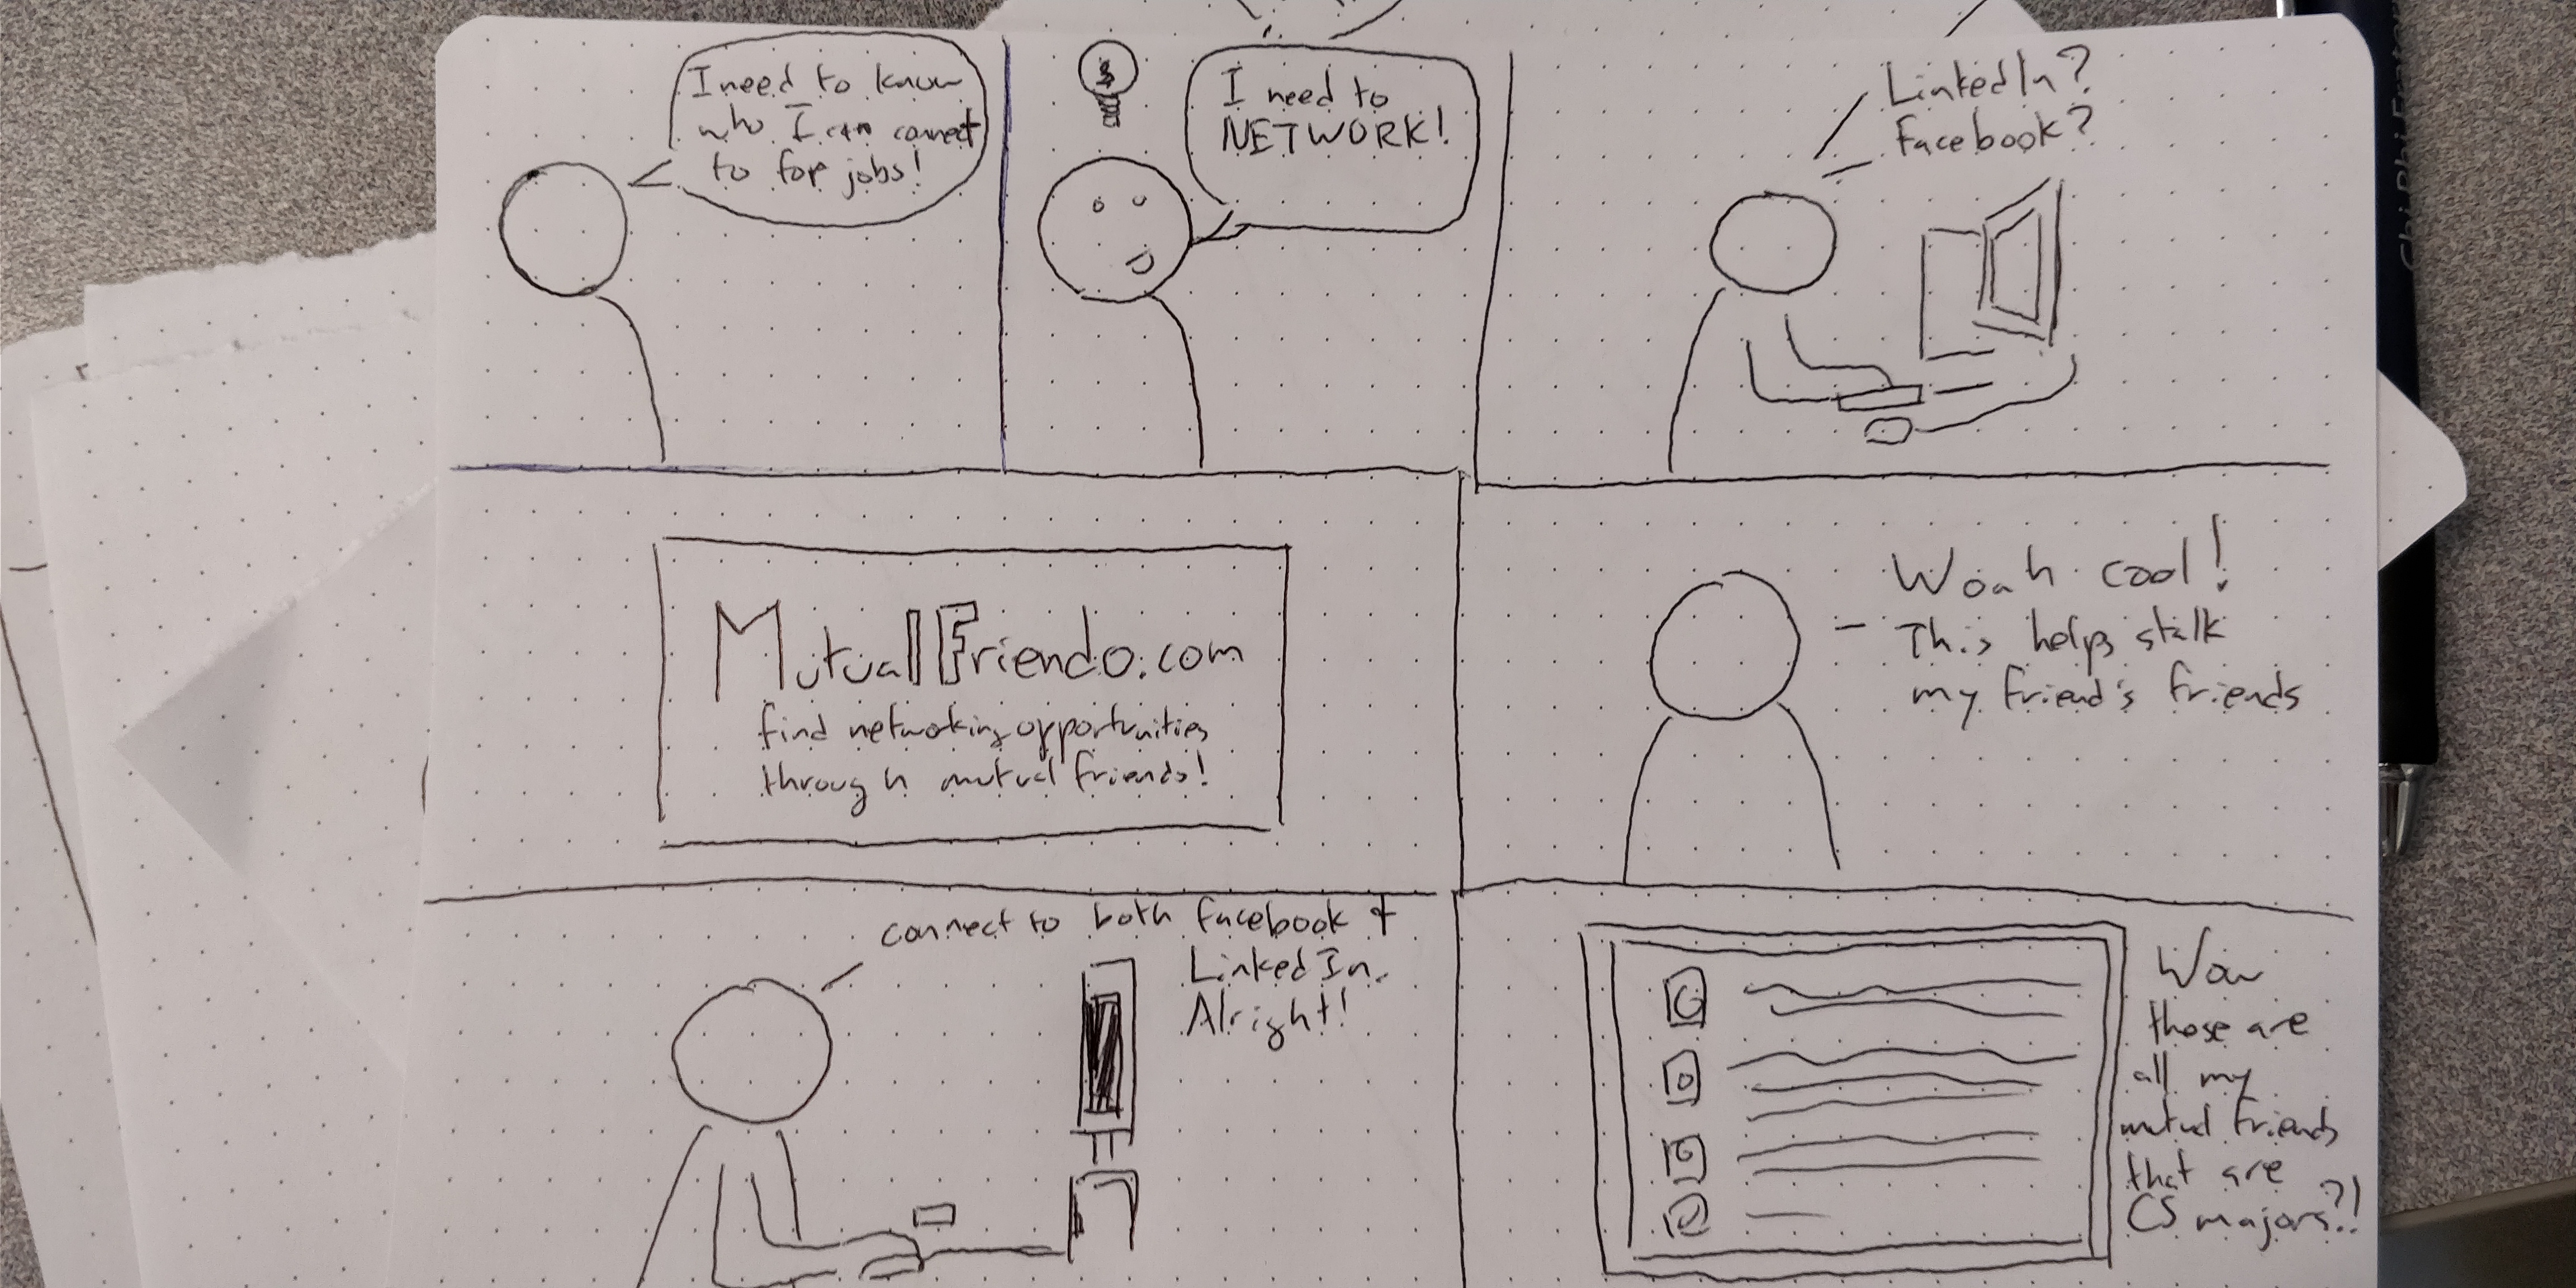 I need to know
who I can connect
to for jobs!
$
I need to
NETWORK!
LinkedIn?
Facebook?
MutualFriendo.com
find networking opportunities
through mutual friends!
Woah cool!
This helps stalk
my friend's friends
connect to both facebook &
LinkedIn.
Alright!
Wow
those are
all my
mutual friends
that are
CS majors?!